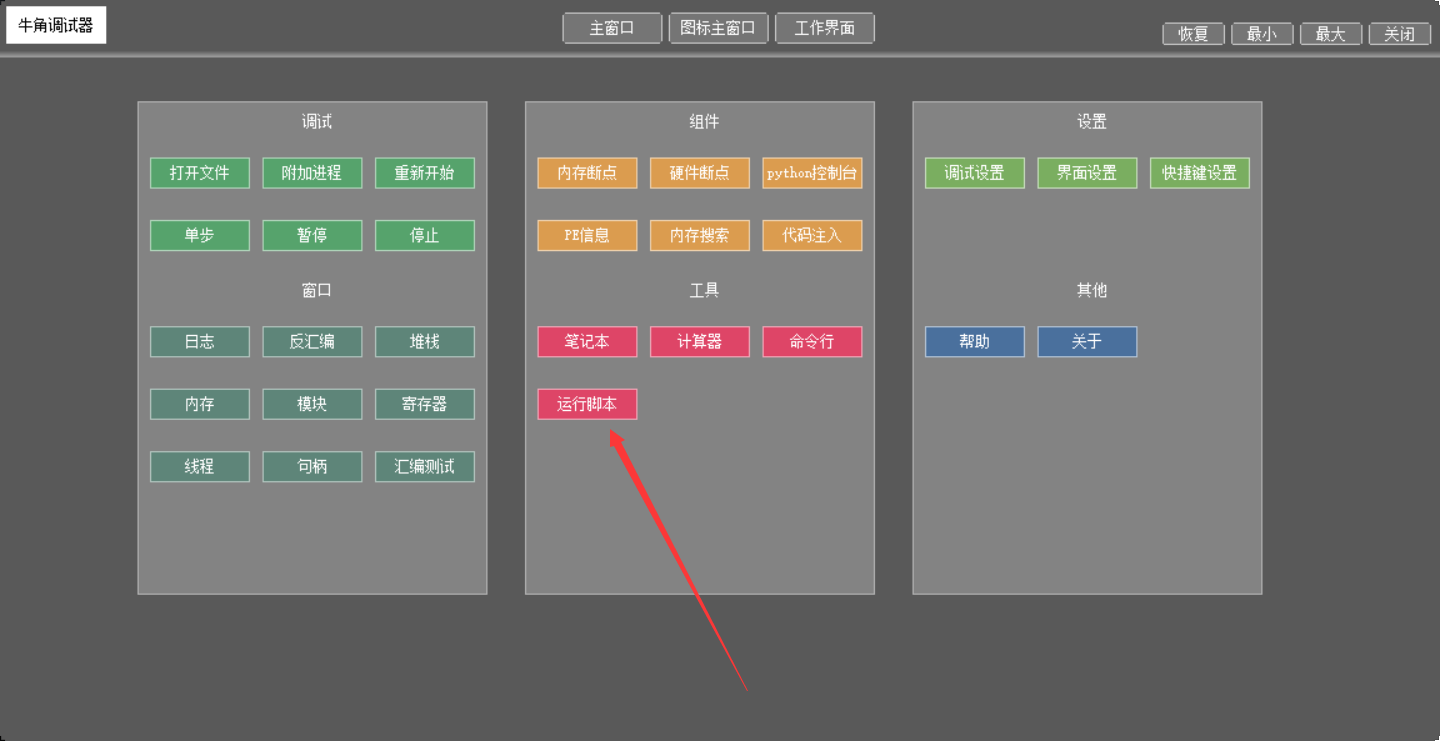 牛角调试器
主窗口 图标主窗口 工作界面
恢复 最小 最大 关闭
调试
打开文件 附加进程 重新开始
单步 暂停 停止
窗口
日志 反汇编 堆栈
内存 模块 寄存器
线程 句柄 汇编测试
组件
内存断点 硬件断点 python控制台
PE信息 内存搜索 代码注入
工具
笔记本 计算器 命令行
运行脚本
设置
调试设置 界面设置 快捷键设置
其他
帮助 关于